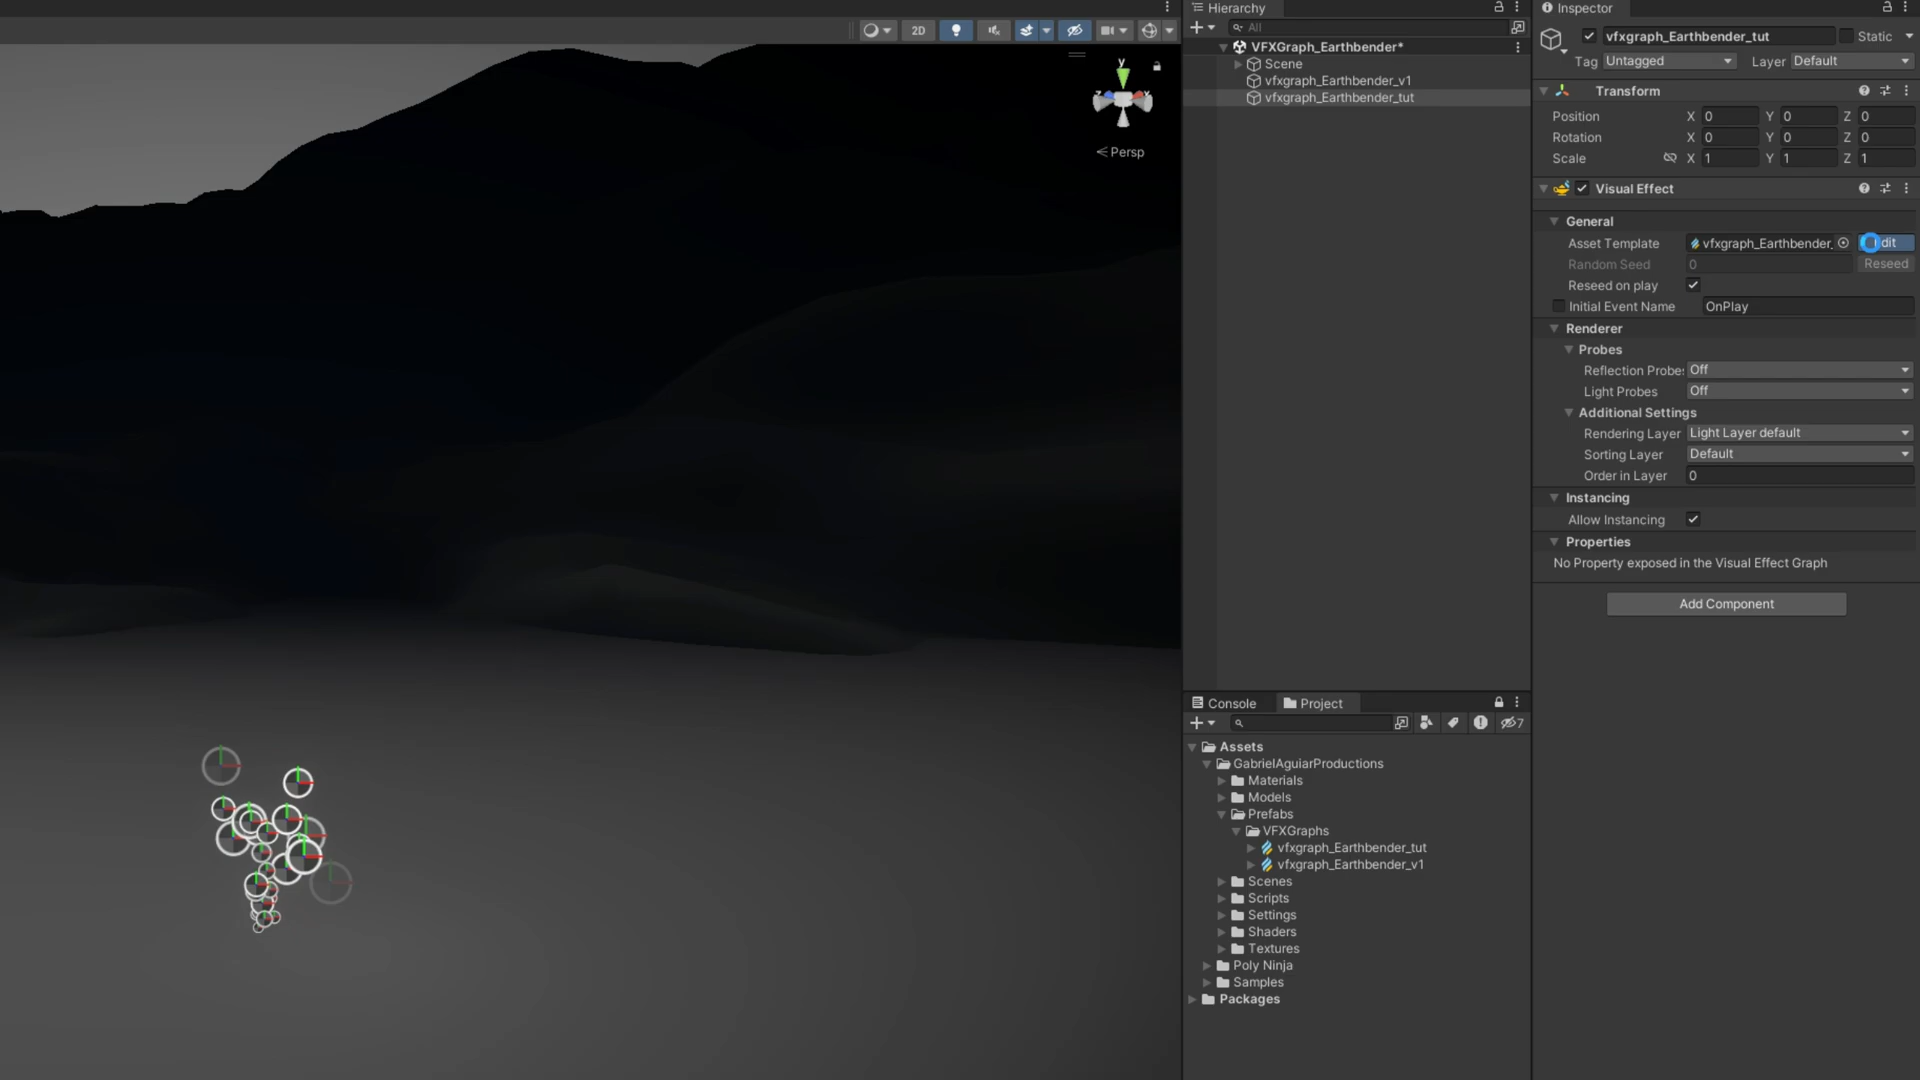 2D
y
z
x
Persp
Hierarchy
All
VFXGraph_Earthbender*
Scene
vfxgraph_Earthbender_v1
vfxgraph_Earthbender_tut
Console
Project
7
Assets
GabrielAguiarProductions
Materials
Models
Prefabs
VFXGraphs
vfxgraph_Earthbender_tut
vfxgraph_Earthbender_v1
Scenes
Scripts
Settings
Shaders
Textures
Poly Ninja
Samples
Packages
Inspector
vfxgraph_Earthbender_tut
Static
Tag Untagged
Layer Default
Transform
Position X 0 Y 0 Z 0
Rotation X 0 Y 0 Z 0
Scale X 1 Y 1 Z 1
Visual Effect
General
Asset Template vfxgraph_Earthbender_ dit
Random Seed 0 Reseed
Reseed on play
Initial Event Name OnPlay
Renderer
Probes
Reflection Probe: Off
Light Probes Off
Additional Settings
Rendering Layer Light Layer default
Sorting Layer Default
Order in Layer 0
Instancing
Allow Instancing
Properties
No Property exposed in the Visual Effect Graph
Add Component